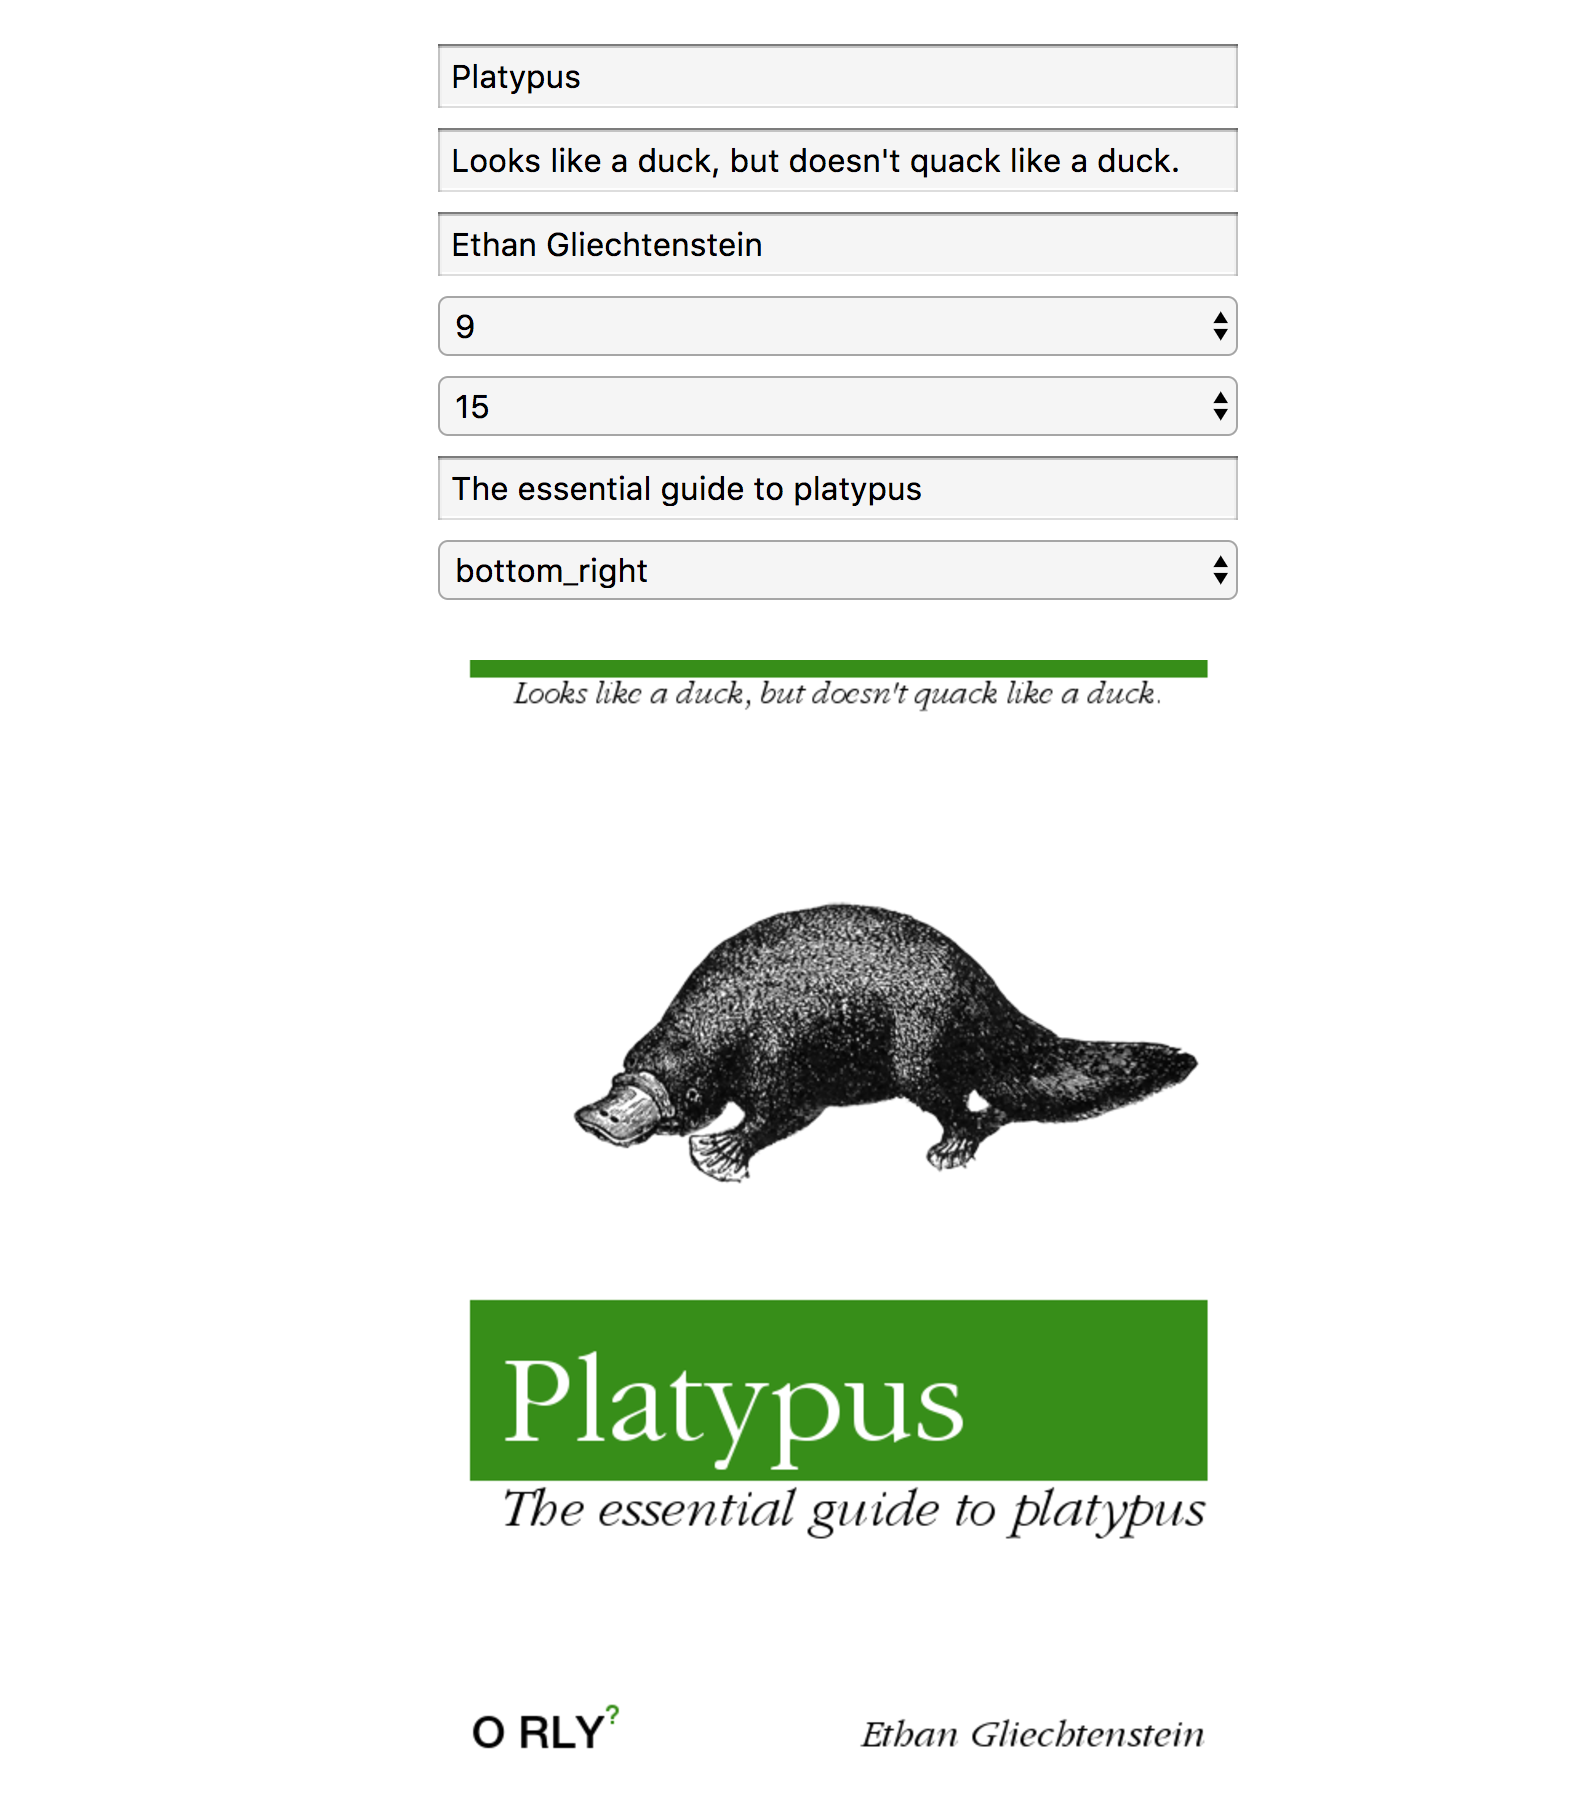 Platypus
Looks like a duck, but doesn't quack like a duck.
Ethan Gliechtenstein
9
15
The essential guide to platypus
bottom_right
Looks like a duck, but doesn't quack like a duck.
Platypus
The essential guide to platypus
O RLY?
Ethan Gliechtenstein